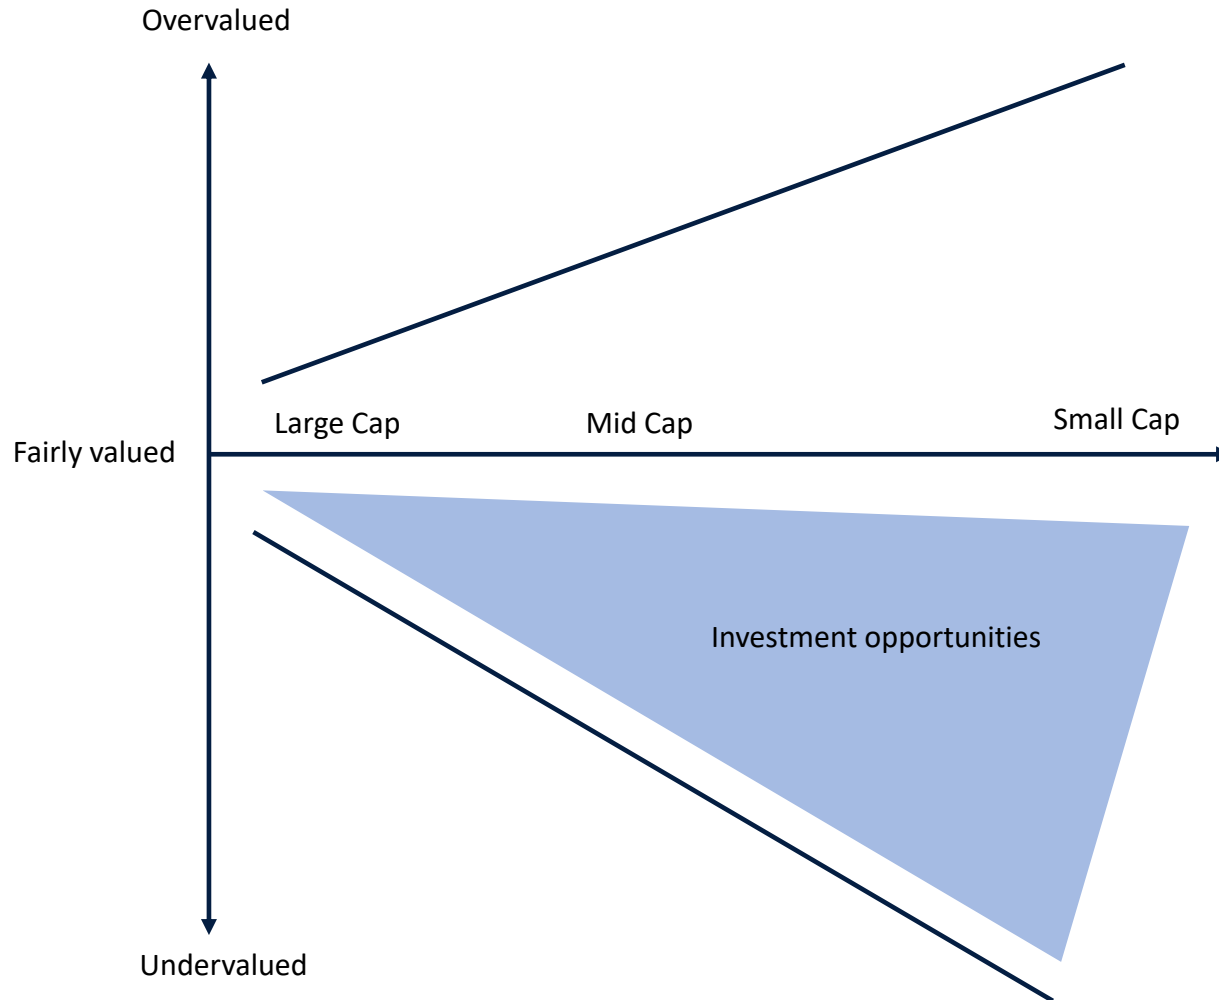 Overvalued
Large Cap
Mid Cap
Small Cap
Fairly valued
Investment opportunities
Undervalued